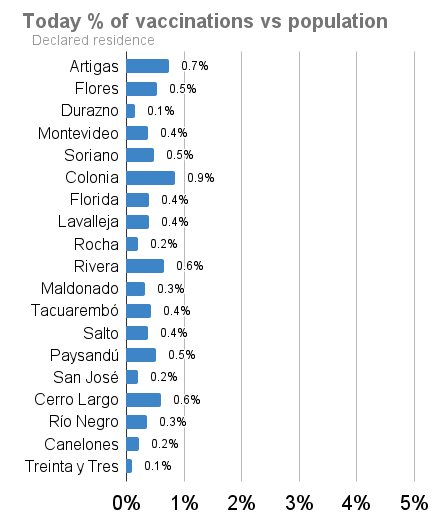 Today % of vaccinations vs population
Declared residence
Artigas 0.7%
Flores 0.5%
Durazno 0.1%
Montevideo 0.4%
Soriano 0.5%
Colonia 0.9%
Florida 0.4%
Lavalleja 0.4%
Rocha 0.2%
Rivera 0.6%
Maldonado 0.3%
Tacuarembó 0.4%
Salto 0.4%
Paysandú 0.5%
San José 0.2%
Cerro Largo 0.6%
Río Negro 0.3%
Canelones 0.2%
Treinta y Tres 0.1%
0% 1% 2% 3% 4% 5%